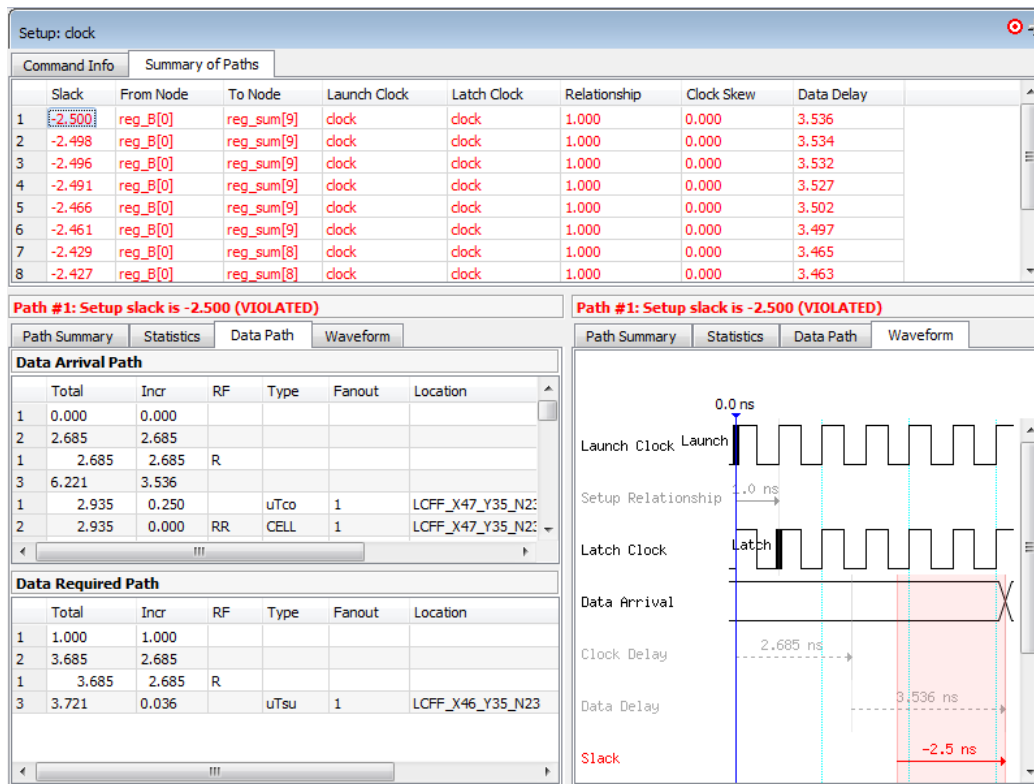 Setup: clock
Command Info Summary of Paths
Slack From Node To Node Launch Clock Latch Clock Relationship Clock Skew Data Delay
1 -2.500 reg_B[0] reg_sum[9] clock clock 1.000 0.000 3.536
2 -2.498 reg_B[0] reg_sum[9] clock clock 1.000 0.000 3.534
3 -2.496 reg_B[0] reg_sum[9] clock clock 1.000 0.000 3.532
4 -2.491 reg_B[0] reg_sum[9] clock clock 1.000 0.000 3.527
5 -2.466 reg_B[0] reg_sum[9] clock clock 1.000 0.000 3.502
6 -2.461 reg_B[0] reg_sum[9] clock clock 1.000 0.000 3.497
7 -2.429 reg_B[0] reg_sum[8] clock clock 1.000 0.000 3.465
8 -2.427 reg_B[0] reg_sum[8] clock clock 1.000 0.000 3.463
Path #1: Setup slack is -2.500 (VIOLATED)
Path Summary Statistics Data Path Waveform
Data Arrival Path
Total Incr RF Type Fanout Location
1 0.000 0.000
2 2.685 2.685
1 2.685 2.685 R
3 6.221 3.536
1 2.935 0.250 uTco 1 LCFF_X47_Y35_N23
2 2.935 0.000 RR CELL 1 LCFF_X47_Y35_N23
Data Required Path
Total Incr RF Type Fanout Location
1 1.000 1.000
2 3.685 2.685
1 3.685 2.685 R
3 3.721 0.036 uTsu 1 LCFF_X46_Y35_N23
Path #1: Setup slack is -2.500 (VIOLATED)
Path Summary Statistics Data Path Waveform
0.0 ns
Launch Clock Launch
Setup Relationship 1.0 ns
Latch Clock Latch
Data Arrival
Clock Delay 2.685 ns
Data Delay 3.536 ns
Slack -2.5 ns